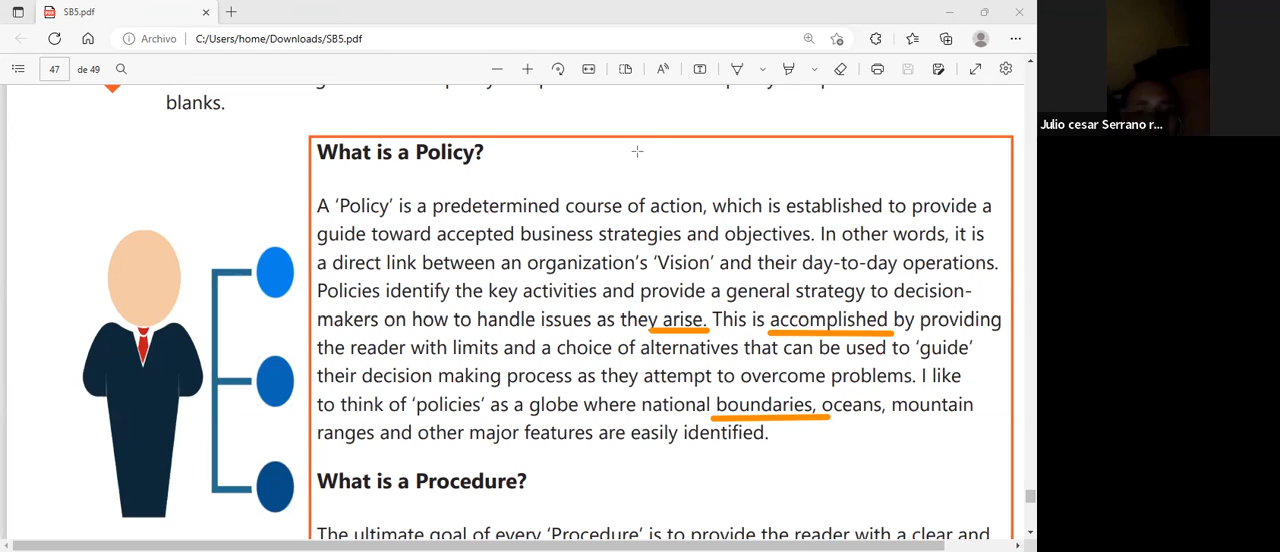 SB5.pdf
Archivo
C:/Users/home/Downloads/SB5.pdf
47 de 49
blanks.
What is a Policy?
A ‘Policy’ is a predetermined course of action, which is established to provide a
guide toward accepted business strategies and objectives. In other words, it is
a direct link between an organization’s ‘Vision’ and their day-to-day operations.
Policies identify the key activities and provide a general strategy to decision-
makers on how to handle issues as they arise. This is accomplished by providing
the reader with limits and a choice of alternatives that can be used to ‘guide’
their decision making process as they attempt to overcome problems. I like
to think of ‘policies’ as a globe where national boundaries, oceans, mountain
ranges and other major features are easily identified.
What is a Procedure?
The ultimate goal of every ‘Procedure’ is to provide the reader with a clear and
Julio cesar Serrano r...